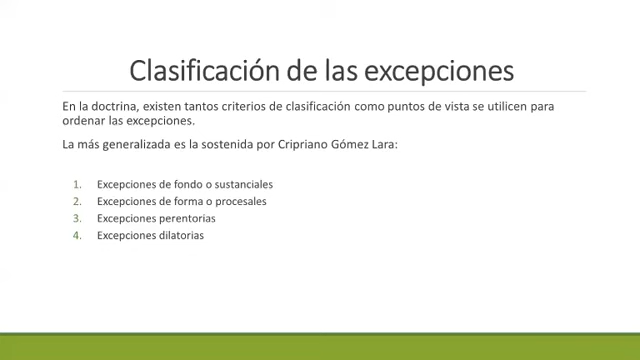 Clasificación de las excepciones
En la doctrina, existen tantos criterios de clasificación como puntos de vista se utilicen para
ordenar las excepciones.
La más generalizada es la sostenida por Cripriano Gómez Lara:
1. Excepciones de fondo o sustanciales
2. Excepciones de forma o procesales
3. Excepciones perentorias
4. Excepciones dilatorias